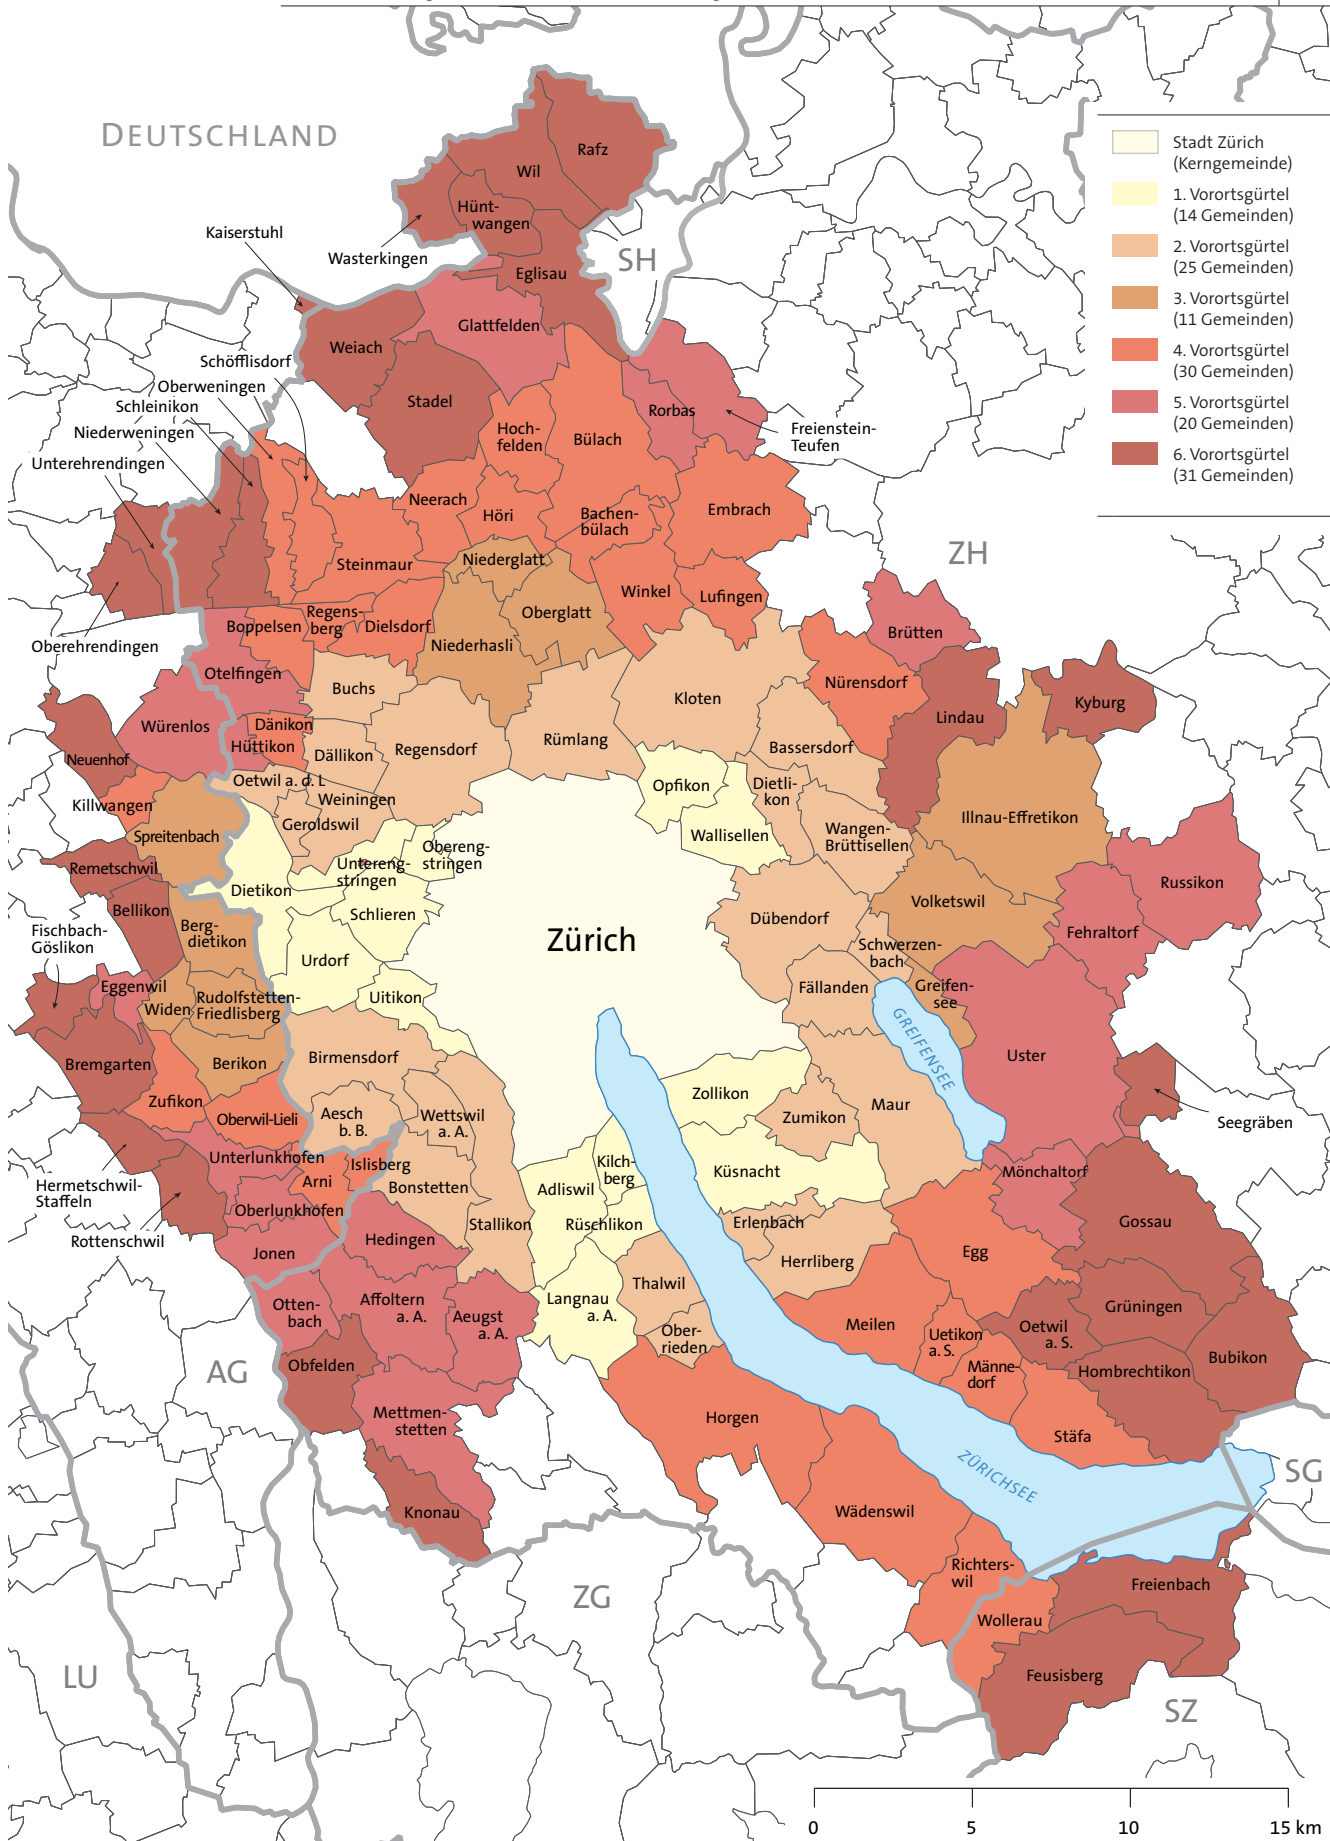 DEUTSCHLAND
Stadt Zürich
(Kerngemeinde)
1. Vorortsgürtel
(14 Gemeinden)
2. Vorortsgürtel
(25 Gemeinden)
3. Vorortsgürtel
(11 Gemeinden)
4. Vorortsgürtel
(30 Gemeinden)
5. Vorortsgürtel
(20 Gemeinden)
6. Vorortsgürtel
(31 Gemeinden)
Rafz
Wil
Hünt-
wangen
Kaiserstuhl
Wasterkingen
SH
Eglisau
Glattfelden
Weiach
Schöfflisdorf
Oberweningen
Schleinikon
Niederweningen
Unterehrendingen
Stadel
Rorbas
Freienstein-
Teufen
Hoch-
felden
Bülach
Neerach
Höri
Bachen-
bülach
Embrach
ZH
Steinmaur
Niederglatt
Winkel
Lufingen
Oberglatt
Regens-
berg
Boppelsen
Dielsdorf
Niederhasli
Brütten
Oberehrendingen
Otelfingen
Buchs
Kloten
Nürensdorf
Lindau
Kyburg
Würenlos
Dänikon
Hüttikon
Dällikon
Regensdorf
Rümlang
Bassersdorf
Neuenhof
Oetwil a. d. L
Opfikon
Dietli-
kon
Killwangen
Weiningen
Geroldswil
Spreitenbach
Wallisellen
Wangen-
Brüttisellen
Illnau-Effretikon
Obereng-
stringen
Untereng-
stringen
Remetschwil
Dietikon
Russikon
Bellikon
Schlieren
Volketswil
Fischbach-
Göslikon
Berg-
dietikon
Zürich
Dübendorf
Fehraltorf
Schwerzen-
bach
Urdorf
Eggenwil
Widen
Rudolfstetten-
Friedlisberg
Uitikon
Fällanden
Greifen-
see
GREIFENSEE
Bremgarten
Berikon
Birmensdorf
Uster
Zufikon
Oberwil-Lieli
Aesch
b. B.
Wettswil
a. A.
Zollikon
Zumikon
Maur
Seegräben
Unterlunkhofen
Islisberg
Arni
Bonstetten
Kilch-
berg
Adliswil
Küsnacht
Mönchaltorf
Hermetschwil-
Staffeln
Oberlunkhofen
Rottenschwil
Stallikon
Rüschlikon
Erlenbach
Gossau
Jonen
Hedingen
Herrliberg
Egg
Thalwil
Otten-
bach
Affoltern
a. A.
Aeugst
a. A.
Langnau
a. A.
Ober-
rieden
Meilen
Uetikon
a. S.
Oetwil
a. S.
Grüningen
AG
Obfelden
Männe-
dorf
Hombrechtikon
Bubikon
Mettmen-
stetten
Horgen
Stäfa
ZÜRICHSEE
SG
Knonau
Wädenswil
Richters-
wil
ZG
Freienbach
Wollerau
LU
Feusisberg
SZ
0 5 10 15 km